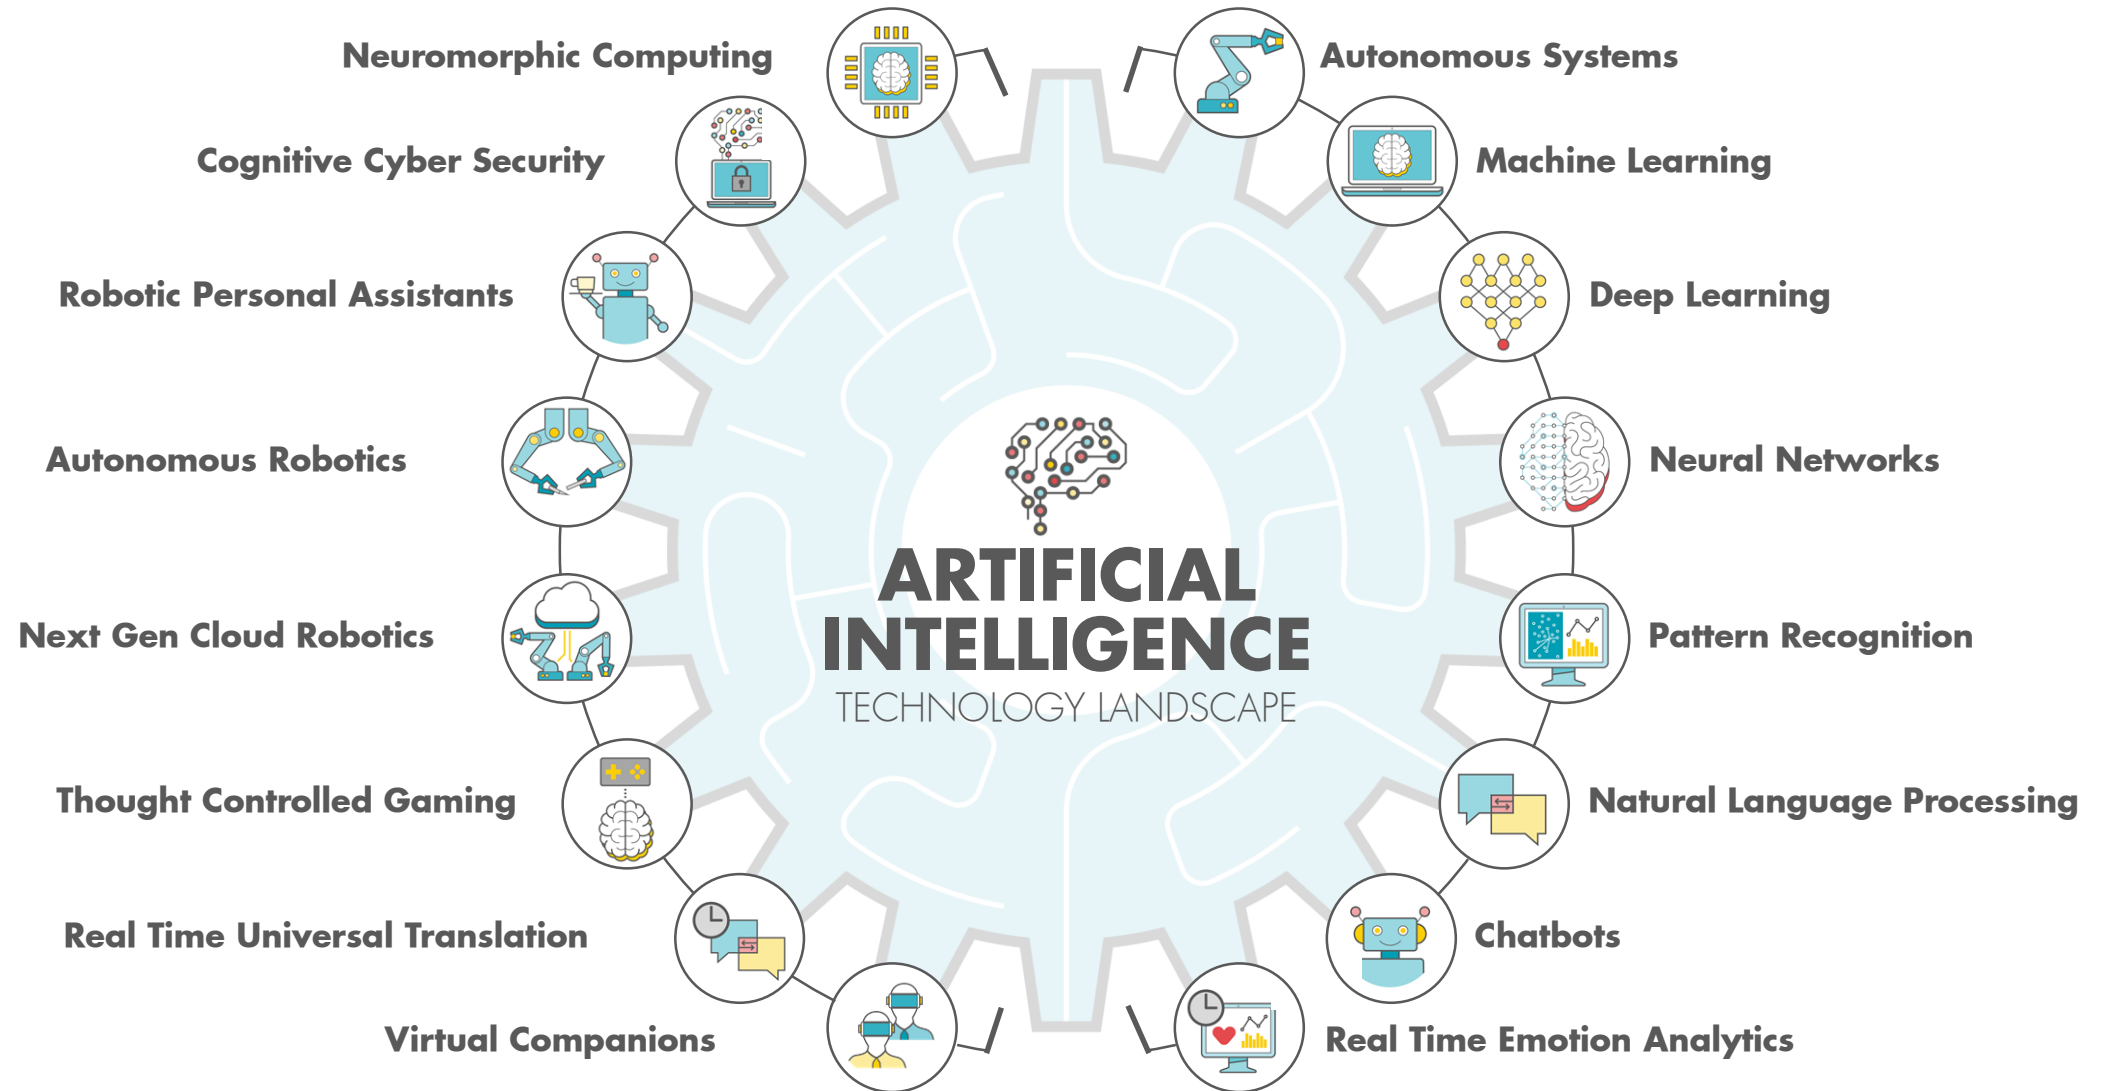 Neuromorphic Computing
Autonomous Systems
Cognitive Cyber Security
Machine Learning
Robotic Personal Assistants
Deep Learning
Autonomous Robotics
Neural Networks
ARTIFICIAL
INTELLIGENCE
TECHNOLOGY LANDSCAPE
Next Gen Cloud Robotics
Pattern Recognition
Thought Controlled Gaming
Natural Language Processing
Real Time Universal Translation
Chatbots
Virtual Companions
Real Time Emotion Analytics